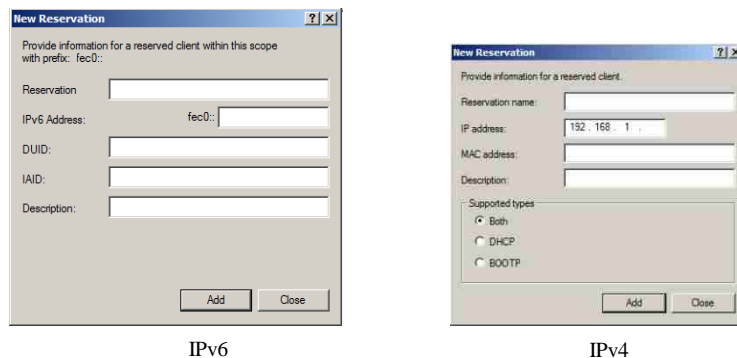 New Reservation
Provide information for a reserved client within this scope
with prefix: fec0::
Reservation
IPv6 Address:
fec0::
DUID:
IAID:
Description:
Add
Close
IPv6
New Reservation
Provide information for a reserved client.
Reservation name:
IP address:
192 . 168 . 1 .
MAC address:
Description:
Supported types
Both
DHCP
BOOTP
Add
Close
IPv4